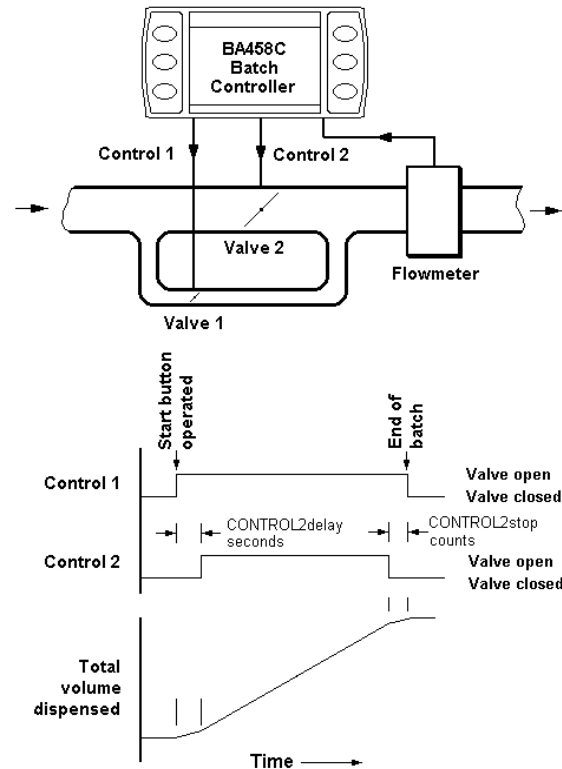 BA458C
Batch
Controller
Control 1
Control 2
Valve 2
Flowmeter
Valve 1
Start button
operated
End of
batch
Control 1
Valve open
Valve closed
CONTROL2delay
seconds
CONTROL2stop
counts
Control 2
Valve open
Valve closed
Total
volume
dispensed
Time